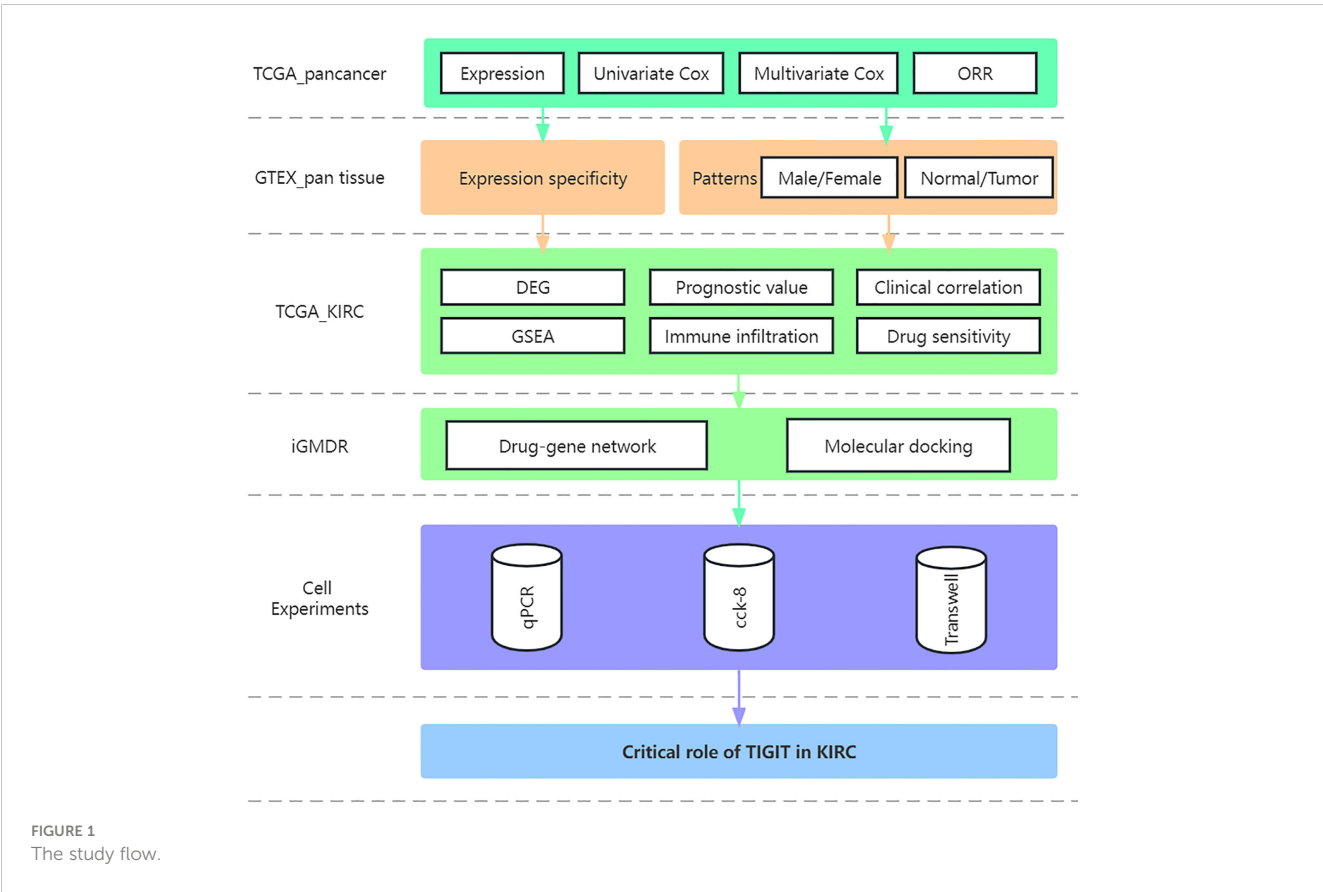 TCGA_pancancer
Expression
Univariate Cox
Multivariate Cox
ORR
GTEX_pan tissue
Expression specificity
Patterns
Male/Female
Normal/Tumor
TCGA_KIRC
DEG
Prognostic value
Clinical correlation
GSEA
Immune infiltration
Drug sensitivity
iGMDR
Drug-gene network
Molecular docking
Cell
Experiments
qPCR
cck-8
Transwell
Critical role of TIGIT in KIRC
FIGURE 1
The study flow.